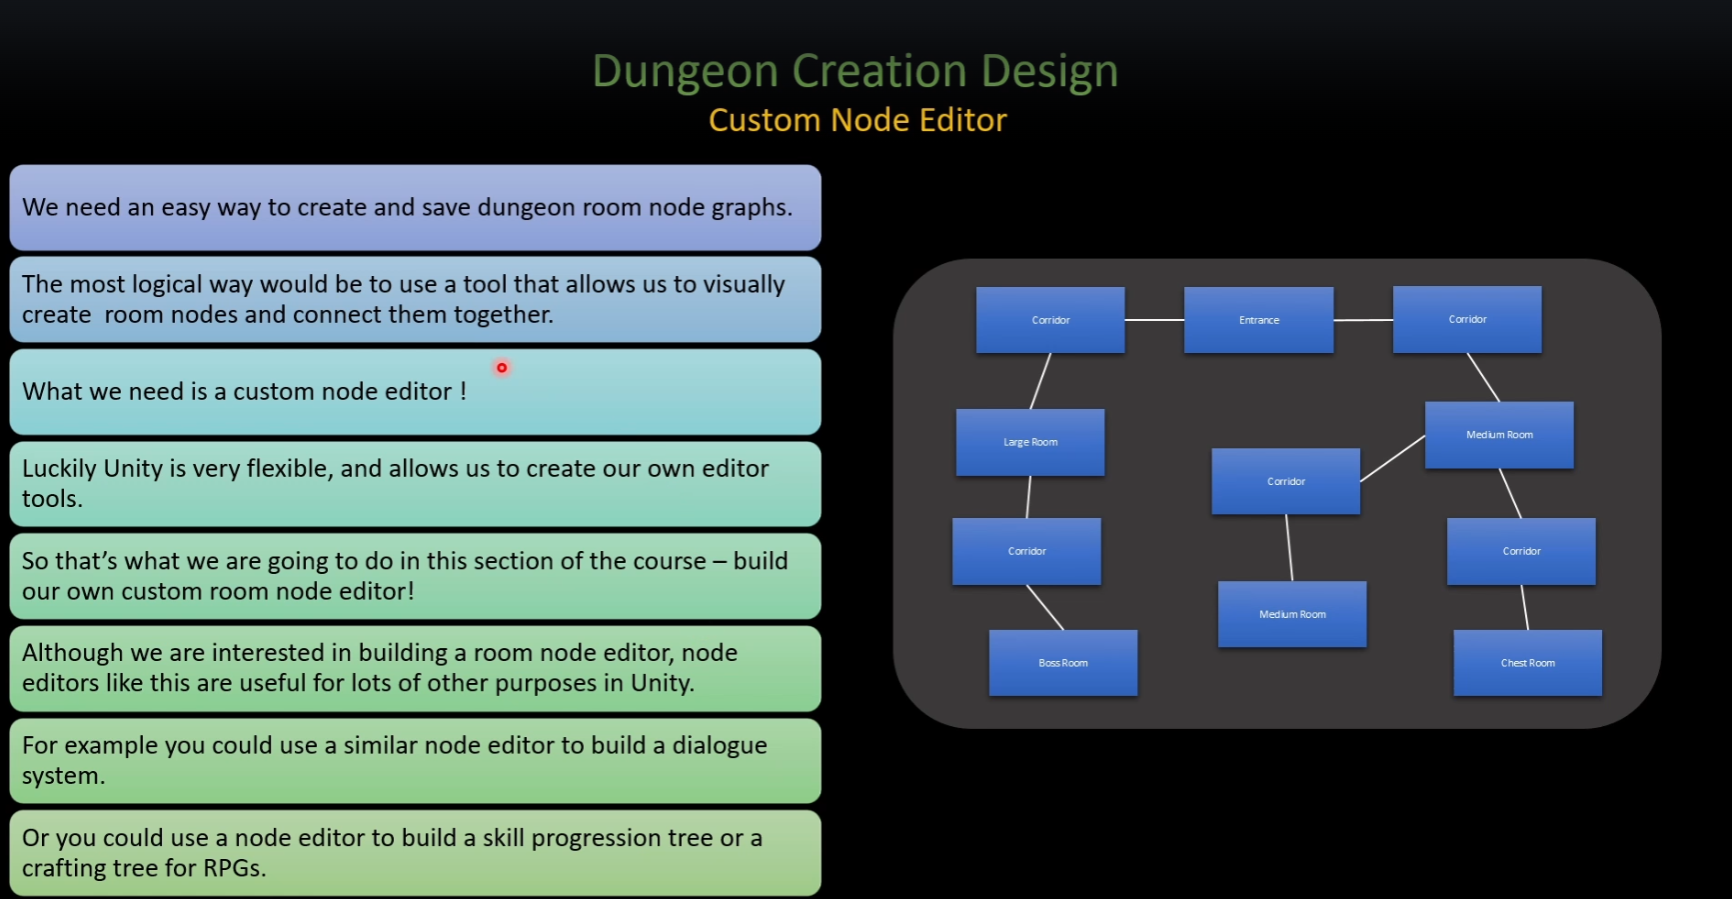 Dungeon Creation Design
Custom Node Editor
We need an easy way to create and save dungeon room node graphs.
The most logical way would be to use a tool that allows us to visually
create  room nodes and connect them together.
What we need is a custom node editor !
Luckily Unity is very flexible, and allows us to create our own editor
tools.
So that’s what we are going to do in this section of the course – build
our own custom room node editor!
Although we are interested in building a room node editor, node
editors like this are useful for lots of other purposes in Unity.
For example you could use a similar node editor to build a dialogue
system.
Or you could use a node editor to build a skill progression tree or a
crafting tree for RPGs.
Corridor
Entrance
Corridor
Large Room
Medium Room
Corridor
Corridor
Corridor
Medium Room
Boss Room
Chest Room